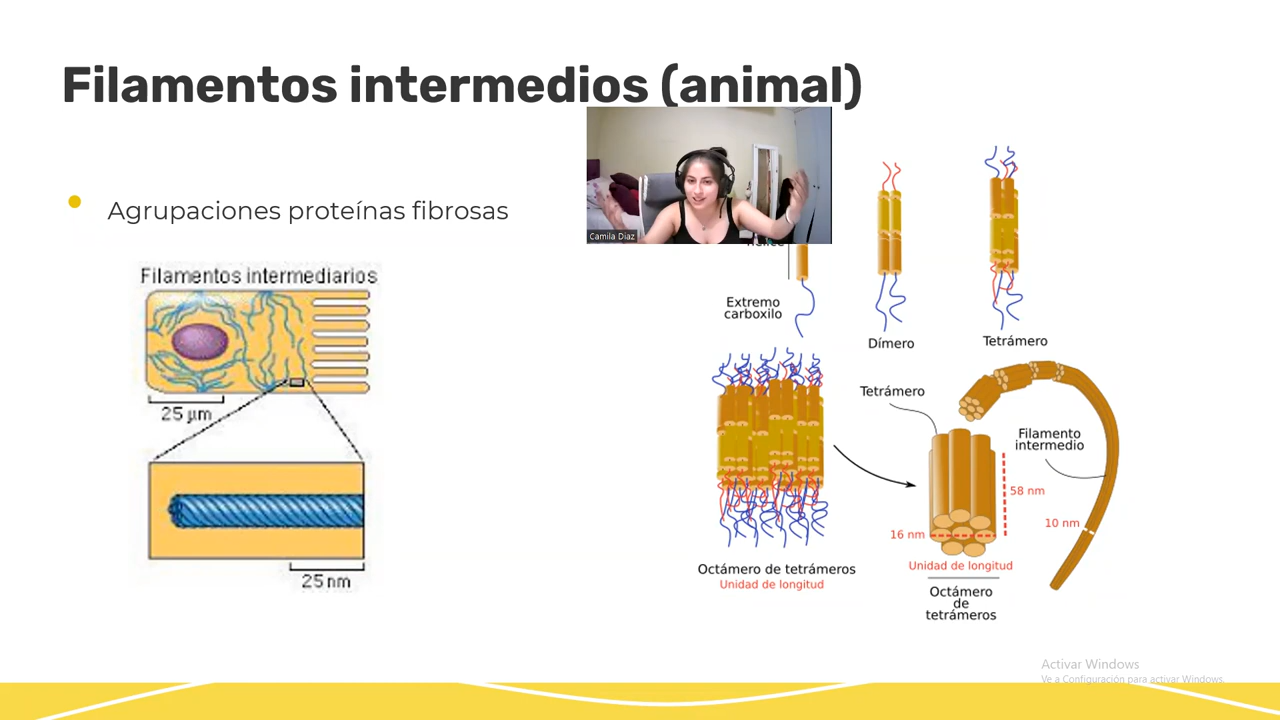 Filamentos intermedios (animal)
Agrupaciones proteínas fibrosas
Camila Diaz
Filamentos intermediarios
25 µm
25 nm
Extremo
carboxilo
Dímero
Tetrámero
Octámero de tetrámeros
Unidad de longitud
Tetrámero
Filamento
intermedio
58 nm
16 nm
10 nm
Unidad de longitud
Octámero
de
tetrámeros
Activar Windows
Ve a Configuración para activar Windows.